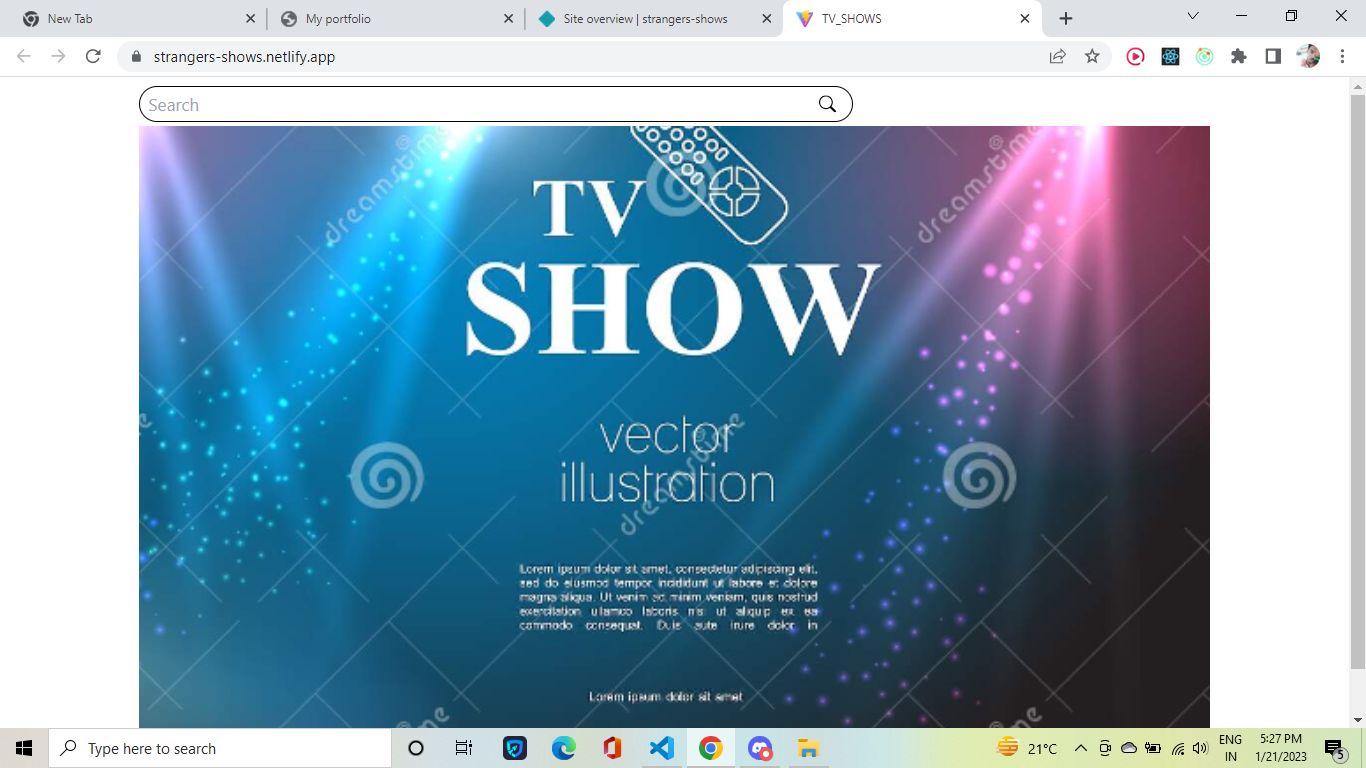 New Tab
My portfolio
Site overview | strangers-shows
TV_SHOWS
strangers-shows.netlify.app
Search
dreamstime
dreamstime
TV
SHOW
vector
illustration
dreamstime
Lorem ipsum dolor sit amet, consectetur adipiscing elit,
sed do eiusmod tempor incididunt ut labore et dolore
magna aliqua. Ut venim ad minim veniam, quis nostrud
exercitation ullamco laboris nis ut aliquip ex ea
commodo consequat. Duis aute irure dolor in
Lorem ipsum dolor sit amet
Type here to search
21°C
ENG
IN
5:27 PM
1/21/2023
5